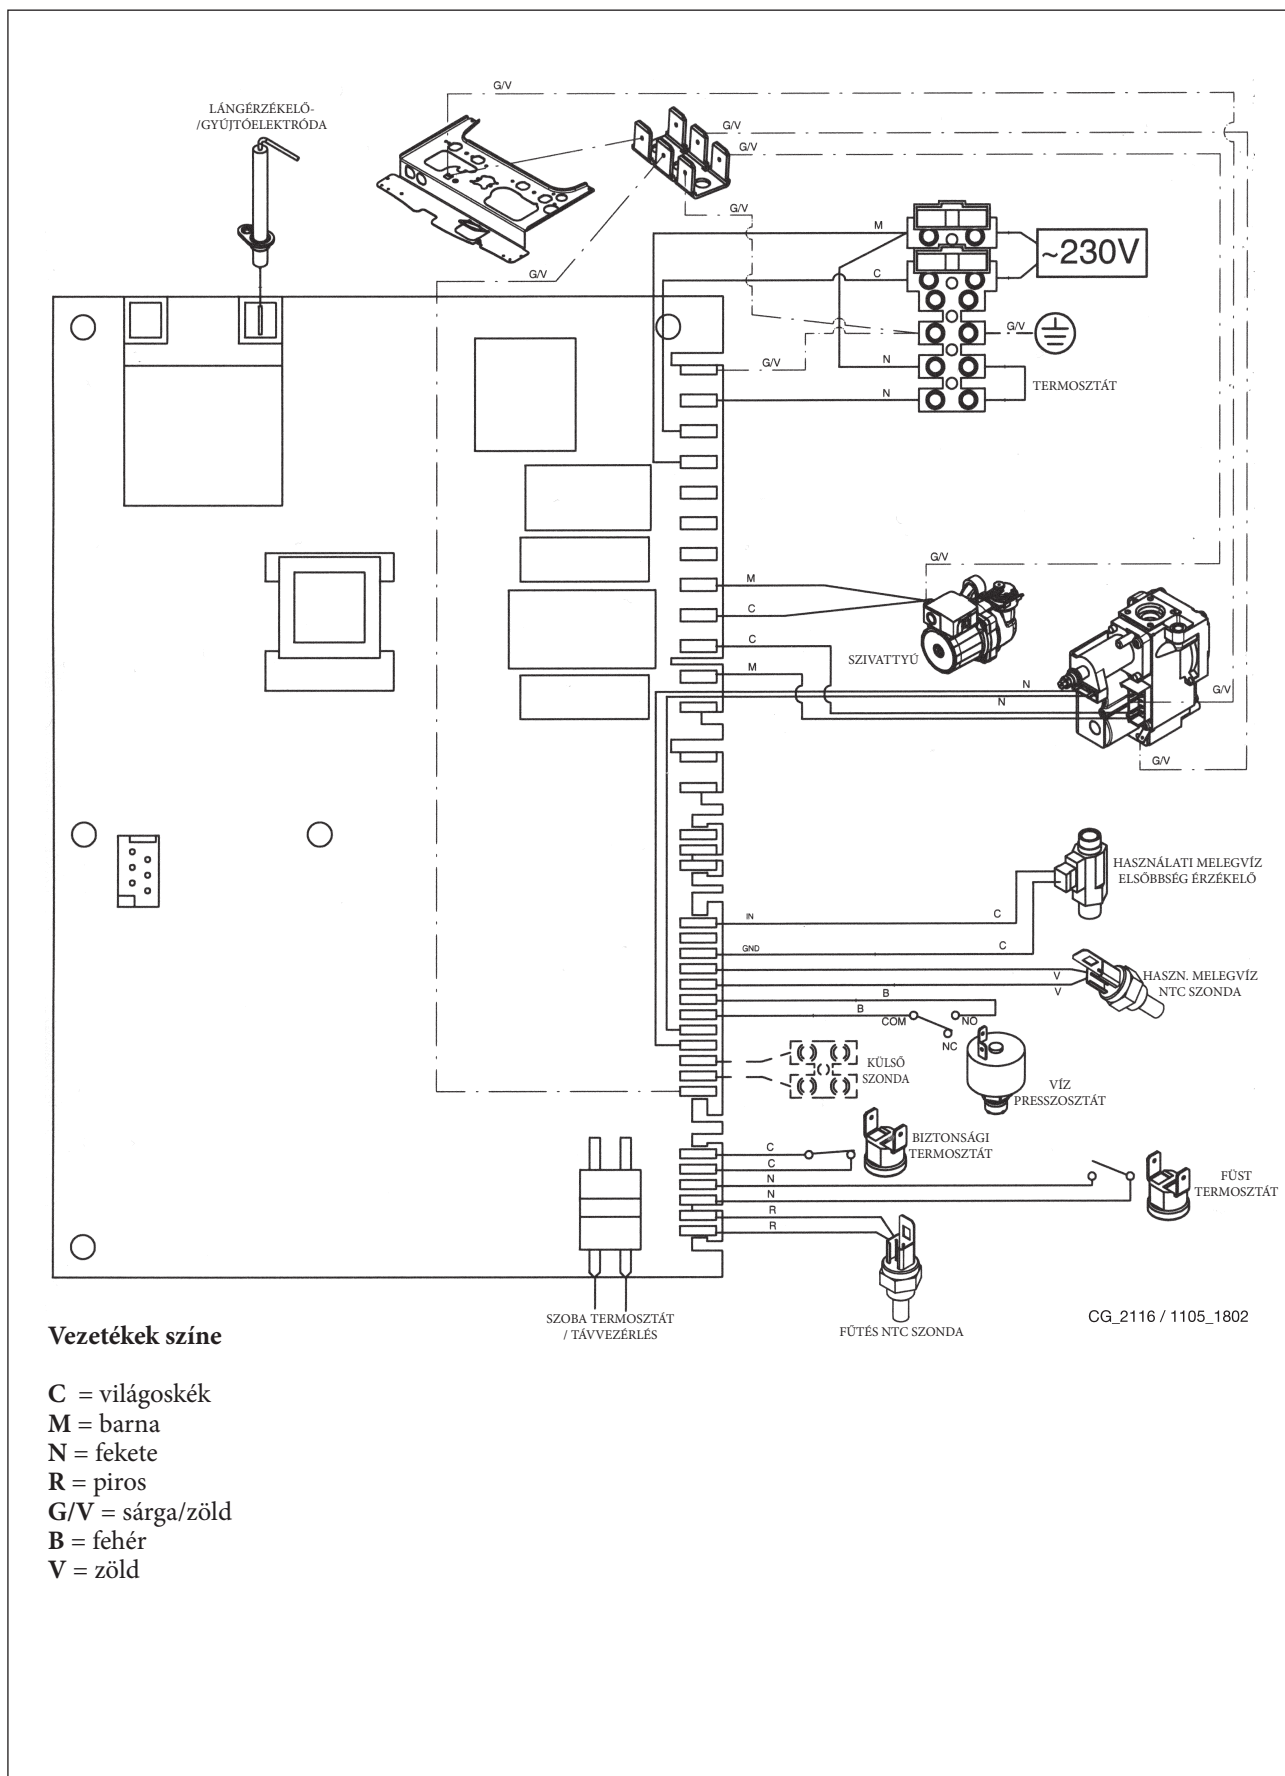 G/V
LÁNGÉRZÉKELŐ-
/GYÚJTÓELEKTRÓDA
G/V
G/V
G/V
M
~230V
G/V
C
G/V
G/V
N
TERMOSZTÁT
N
G/V
M
C
SZIVATTYÚ
C
M
N
N
G/V
G/V
HASZNÁLATI MELEGVÍZ
ELSŐBBSÉG ÉRZÉKELŐ
IN
C
GND
C
V
V
HASZN. MELEGVÍZ
NTC SZONDA
B
B
COM
NO
NC
KÜLSŐ
SZONDA
VÍZ
PRESSZOSZTÁT
BIZTONSÁGI
TERMOSZTÁT
C
C
N
N
FÜST
TERMOSZTÁT
R
R
SZOBA TERMOSZTÁT
/ TÁVVEZÉRLÉS
FŰTÉS NTC SZONDA
CG_2116 / 1105_1802
Vezetékek színe
C = világoskék
M = barna
N = fekete
R = piros
G/V = sárga/zöld
B = fehér
V = zöld